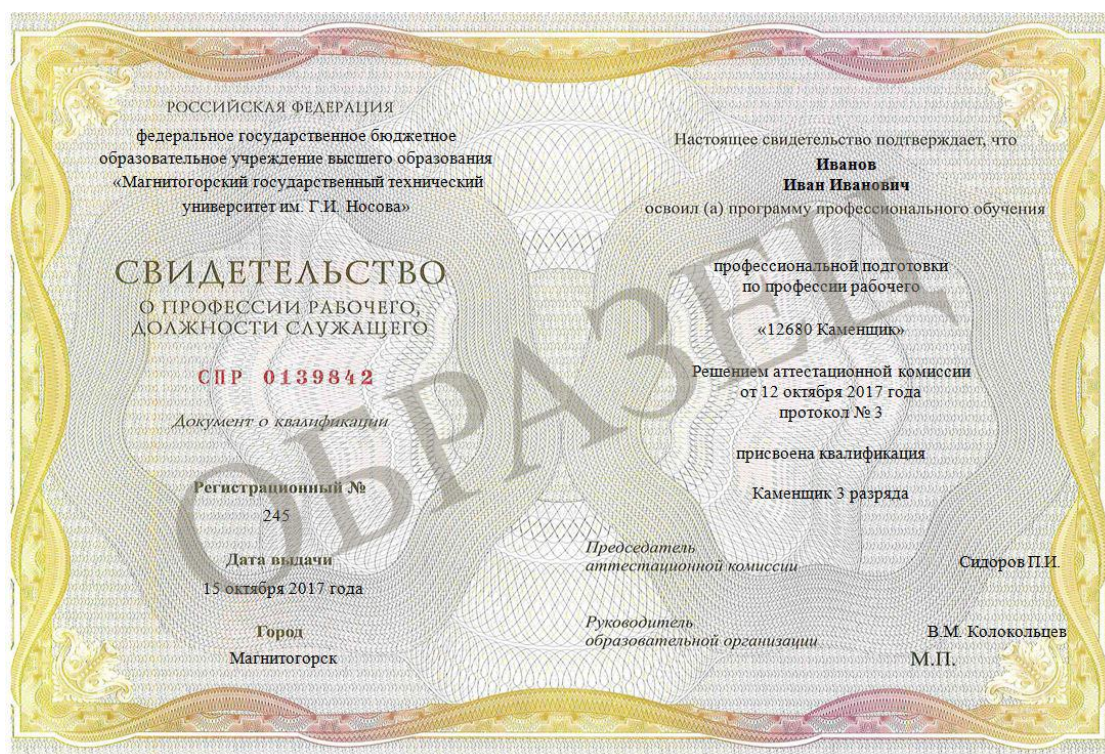 РОССИЙСКАЯ ФЕДЕРАЦИЯ
федеральное государственное бюджетное
образовательное учреждение высшего образования
«Магнитогорский государственный технический
университет им. Г.И. Носова»
СВИДЕТЕЛЬСТВО
О ПРОФЕССИИ РАБОЧЕГО,
ДОЛЖНОСТИ СЛУЖАЩЕГО
СПР 0139842
Документ о квалификации
Регистрационный №
245
Дата выдачи
15 октября 2017 года
Город
Магнитогорск
Настоящее свидетельство подтверждает, что
Иванов
Иван Иванович
освоил (а) программу профессионального обучения
профессиональной подготовки
по профессии рабочего
«12680 Каменщик»
Решением аттестационной комиссии
от 12 октября 2017 года
протокол № 3
присвоена квалификация
Каменщик 3 разряда
Председатель
аттестационной комиссии
Сидоров П.И.
Руководитель
образовательной организации
В.М. Колокольцев
М.П.
ОБРАЗЕЦ